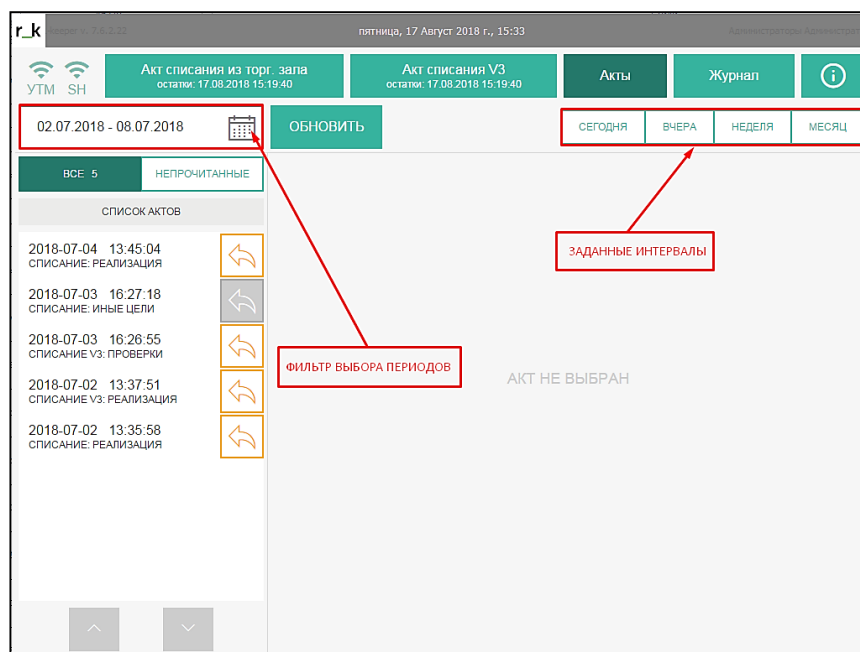 r_k
Keeper v. 7.6.2.22
пятница, 17 Август 2018 г., 15:33
УТМ
SH
Акт списания из торг. зала
остатки: 17.08.2018 15:19:40
Акт списания V3
остатки: 17.08.2018 15:19:40
Акты
Журнал
02.07.2018 - 08.07.2018
ОБНОВИТЬ
СЕГОДНЯ
ВЧЕРА
НЕДЕЛЯ
МЕСЯЦ
ВСЕ 5
НЕПРОЧИТАННЫЕ
СПИСОК АКТОВ
2018-07-04 13:45:04
СПИСАНИЕ: РЕАЛИЗАЦИЯ
2018-07-03 16:27:18
СПИСАНИЕ: ИНЫЕ ЦЕЛИ
2018-07-03 16:26:55
СПИСАНИЕ V3: ПРОВЕРКИ
2018-07-02 13:37:51
СПИСАНИЕ V3: РЕАЛИЗАЦИЯ
2018-07-02 13:35:58
СПИСАНИЕ: РЕАЛИЗАЦИЯ
ЗАДАННЫЕ ИНТЕРВАЛЫ
ФИЛЬТР ВЫБОРА ПЕРИОДОВ
АКТ НЕ ВЫБРАН